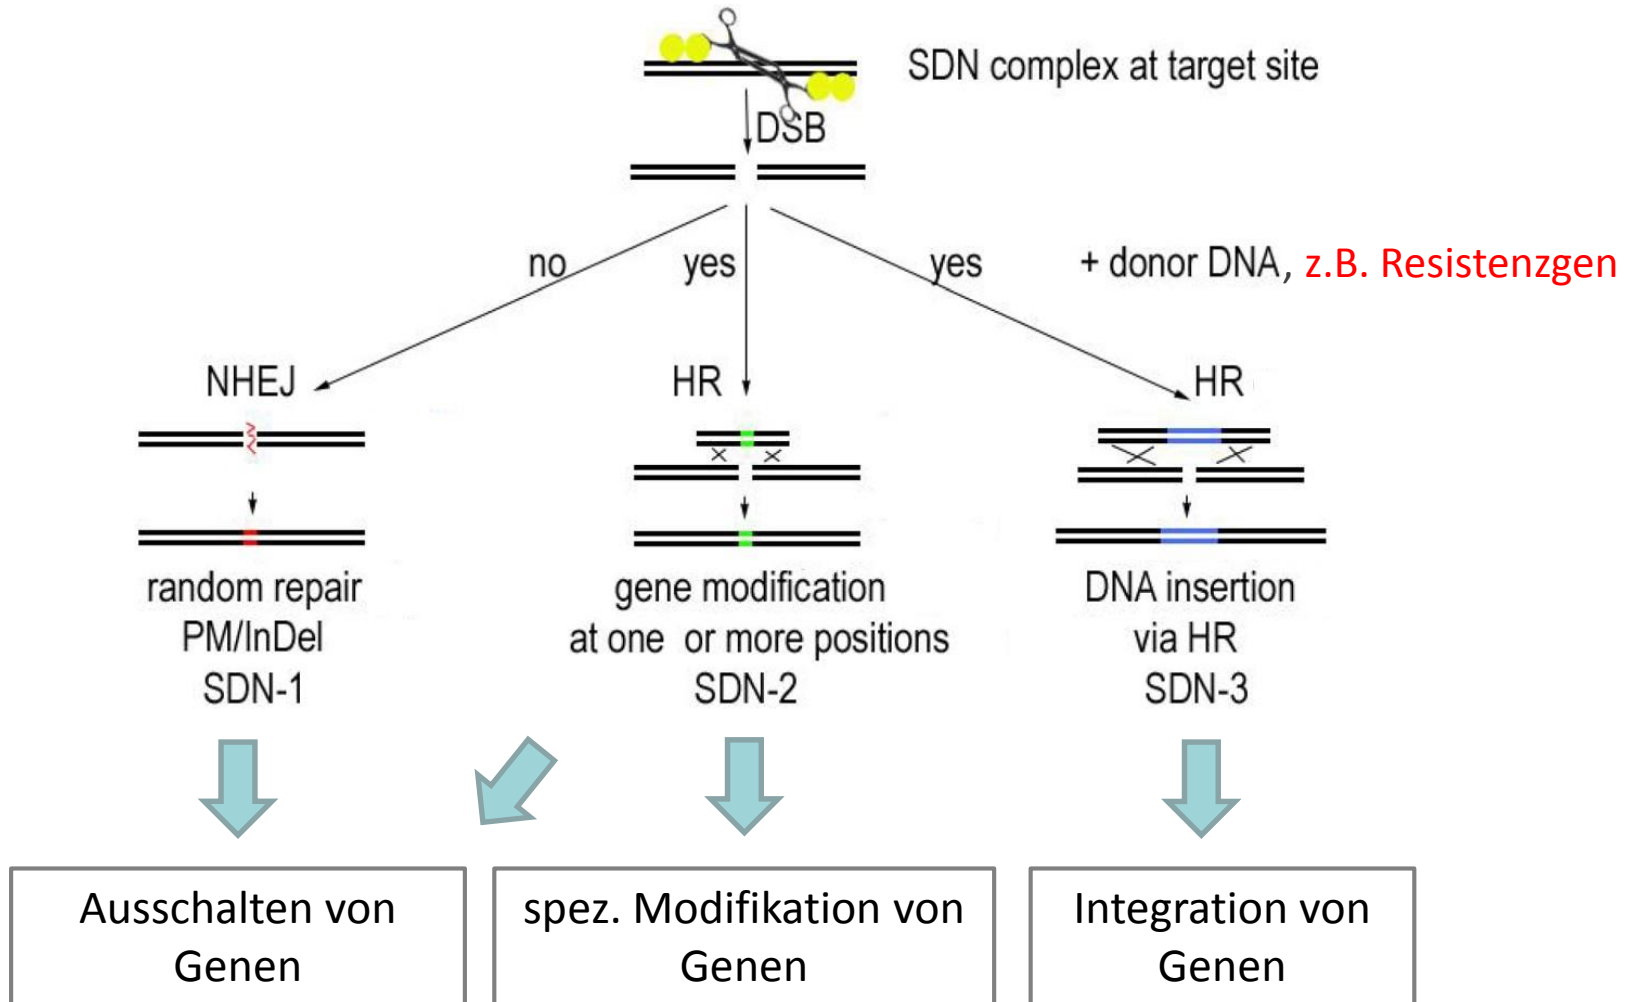 SDN complex at target site
DSB
no
yes
yes
+ donor DNA, z.B. Resistenzgen
NHEJ
HR
HR
random repair
PM/InDel
SDN-1
gene modification
at one or more positions
SDN-2
DNA insertion
via HR
SDN-3
Ausschalten von
Genen
spez. Modifikation von
Genen
Integration von
Genen